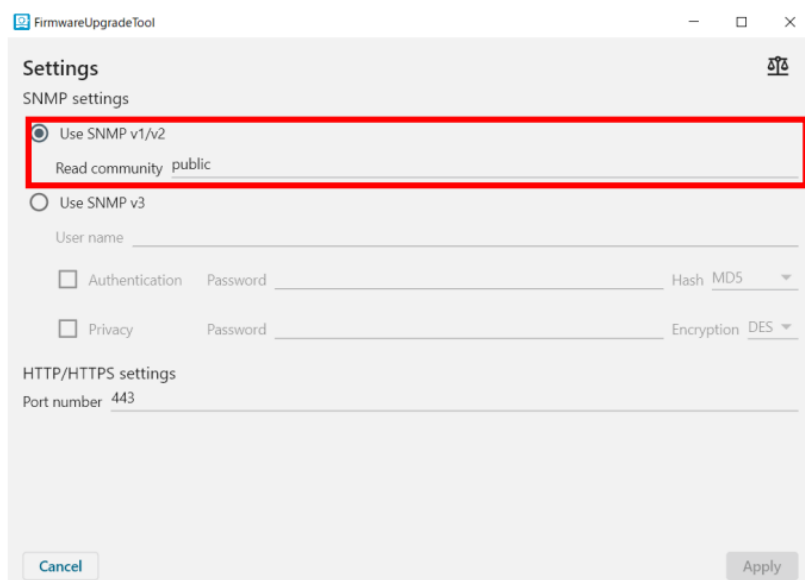 FirmwareUpgradeTool
Settings
SNMP settings
Use SNMP v1/v2
Read community public
Use SNMP v3
User name
Authentication Password Hash MD5
Privacy Password Encryption DES
HTTP/HTTPS settings
Port number 443
Cancel Apply